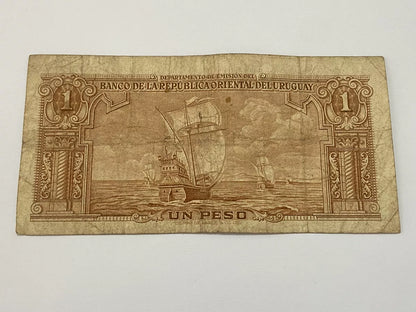 DEPARTAMENTO DE EMISION DEL
BANCO DE LA REPUBLICA ORIENTAL DEL URUGUAY
1 1
UN PESO